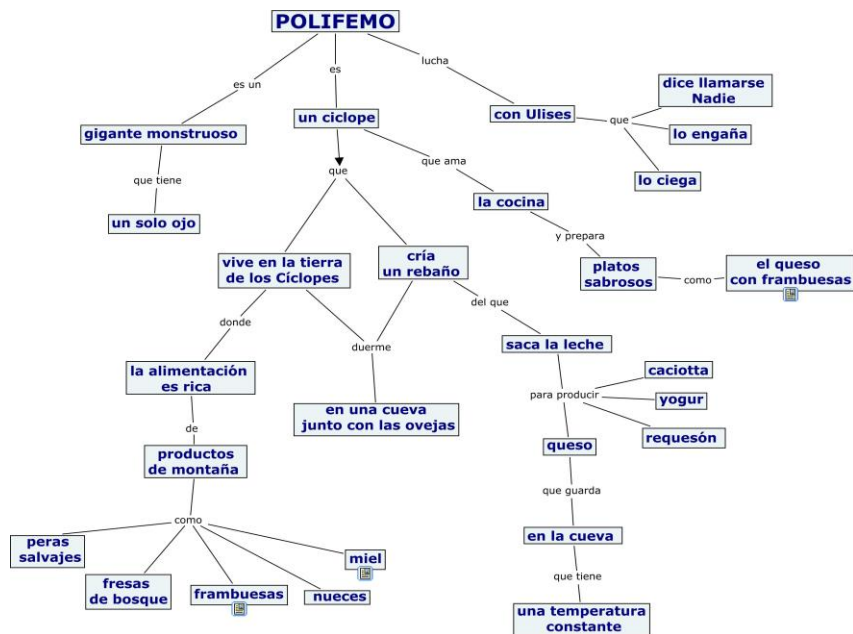 POLIFEMO
es un
es
lucha
gigante monstruoso
un ciclope
con Ulises
que
dice llamarse
Nadie
lo engaña
lo ciega
que tiene
un solo ojo
que
que ama
la cocina
y prepara
platos
sabrosos
como
el queso
con frambuesas
vive en la tierra
de los Cíclopes
cría
un rebaño
donde
duerme
del que
la alimentación
es rica
en una cueva
junto con las ovejas
saca la leche
para producir
caciotta
yogur
requesón
queso
de
productos
de montaña
que guarda
como
peras
salvajes
fresas
de bosque
frambuesas
nueces
miel
en la cueva
que tiene
una temperatura
constante